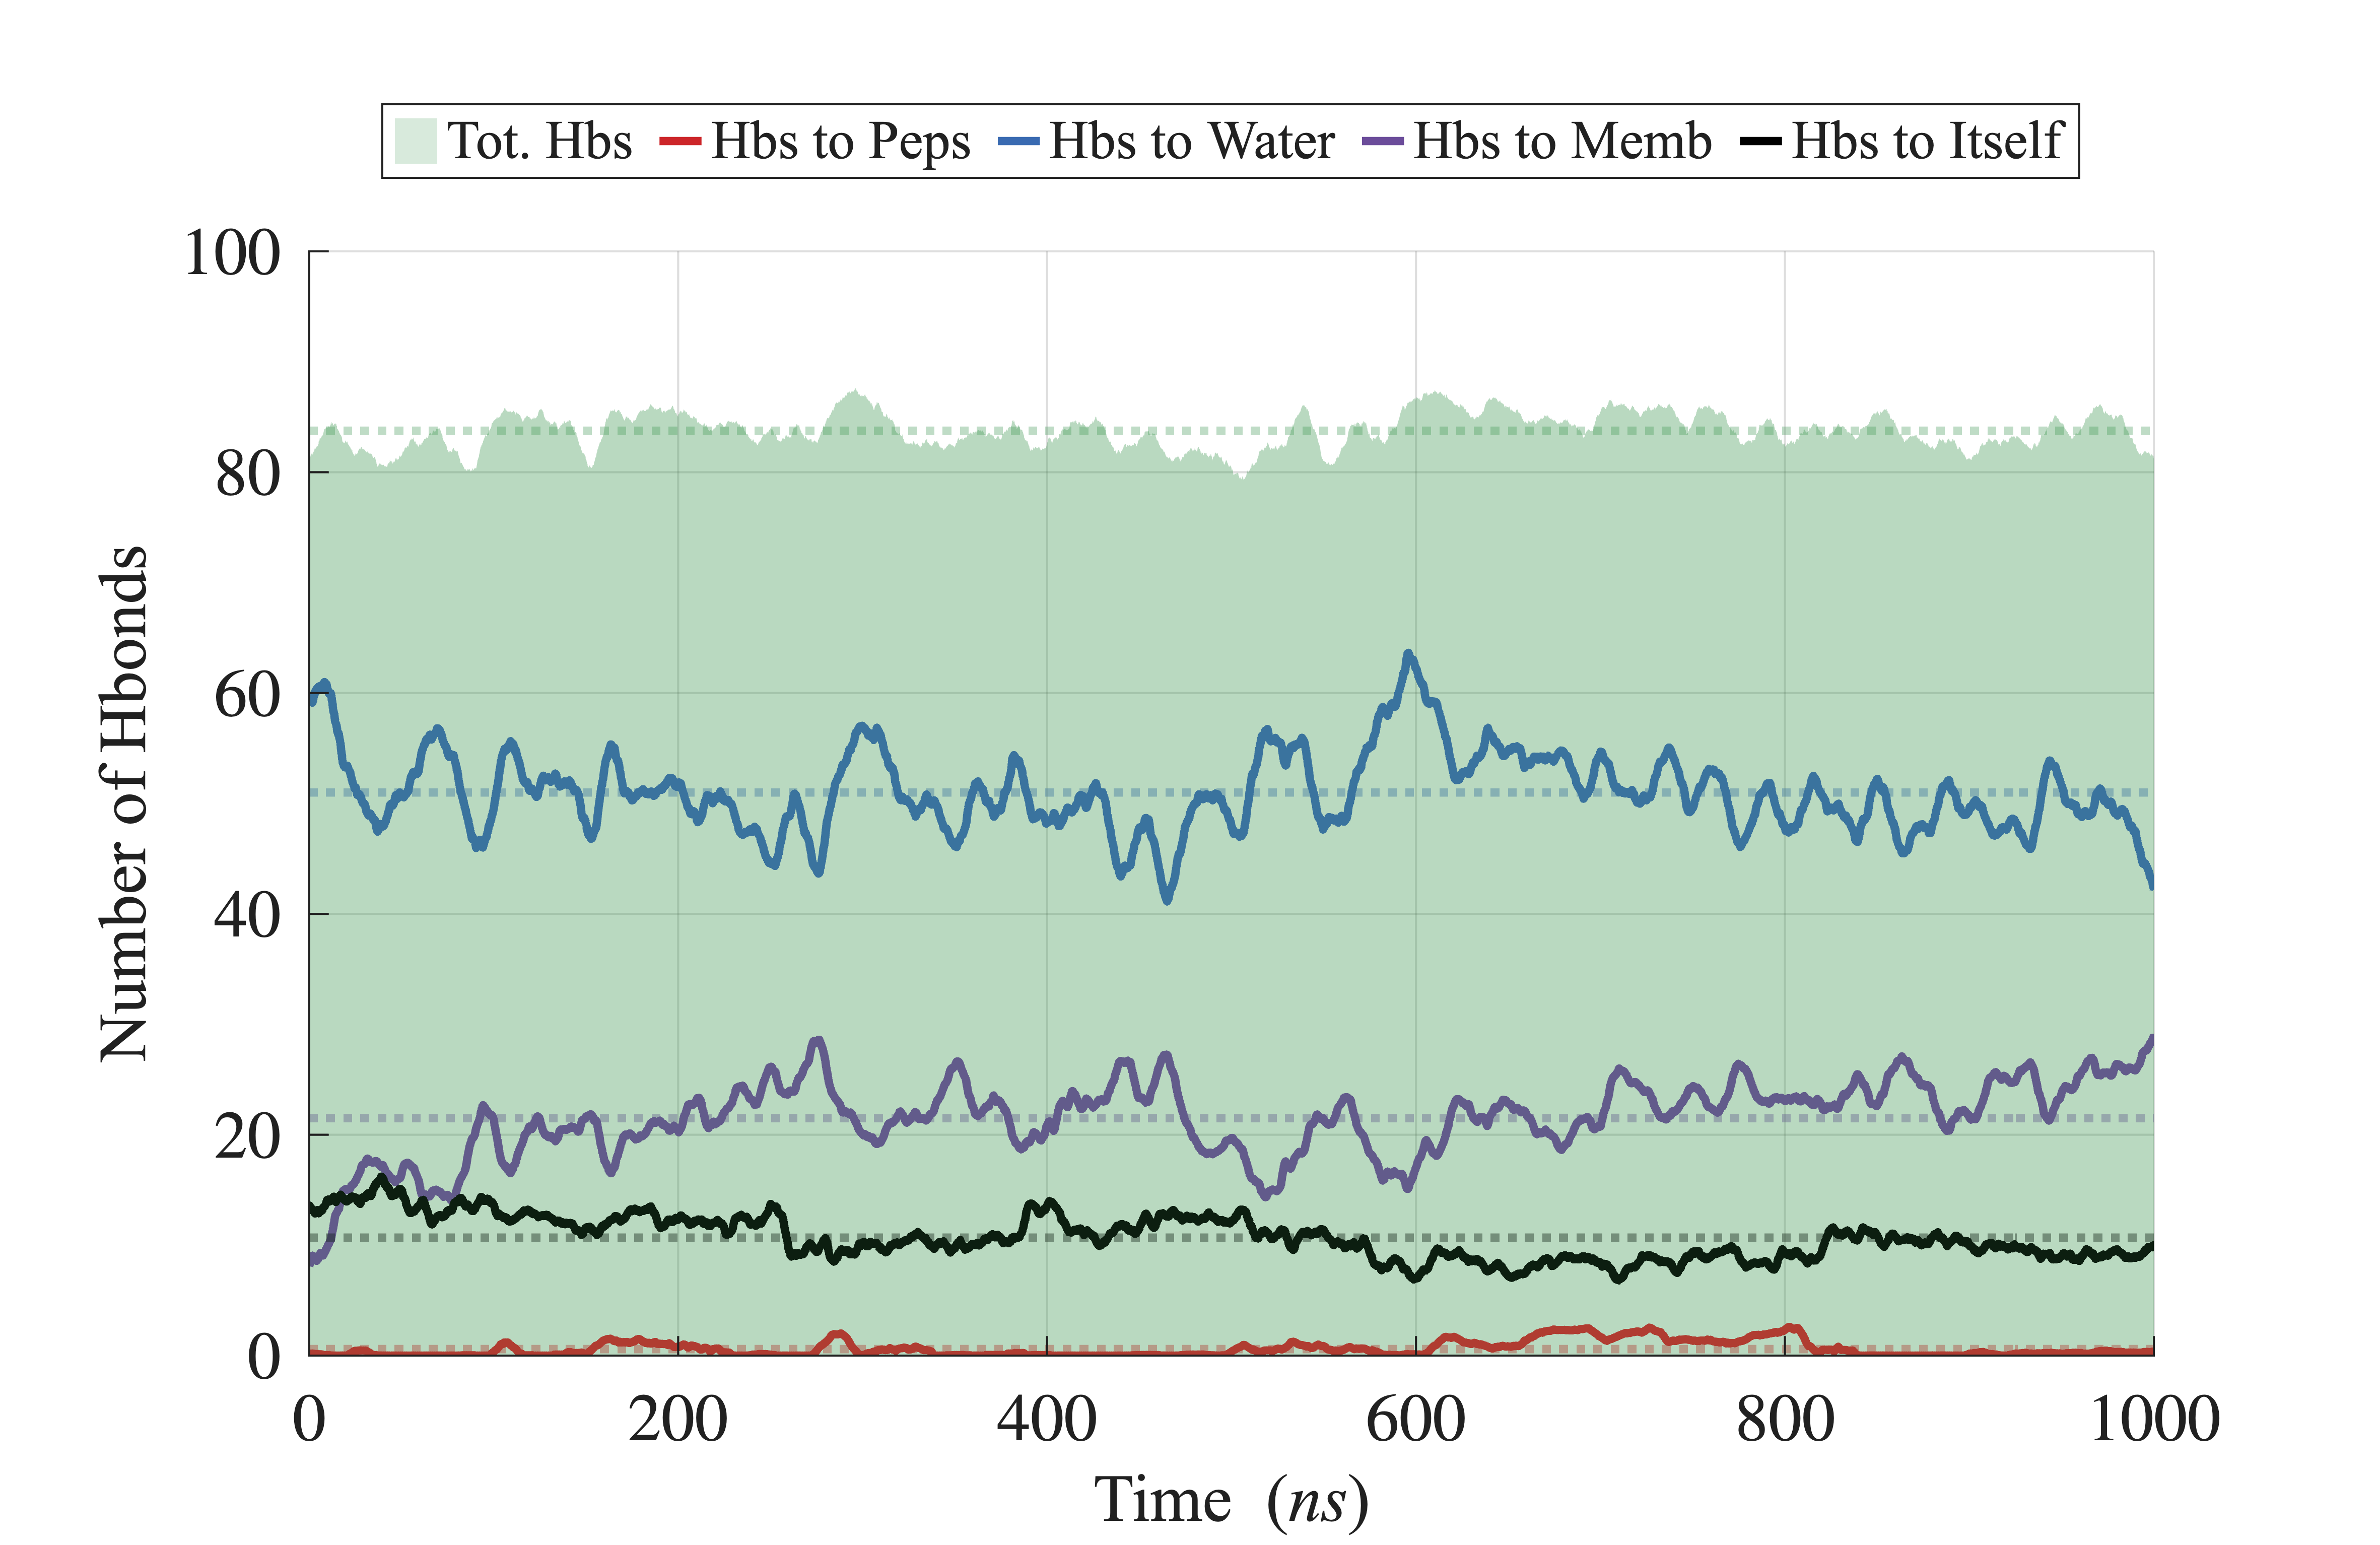 Tot. Hbs Hbs to Peps Hbs to Water Hbs to Memb Hbs to Itself
100
80
60
40
20
0
Number of Hbonds
0 200 400 600 800 1000
Time (ns)